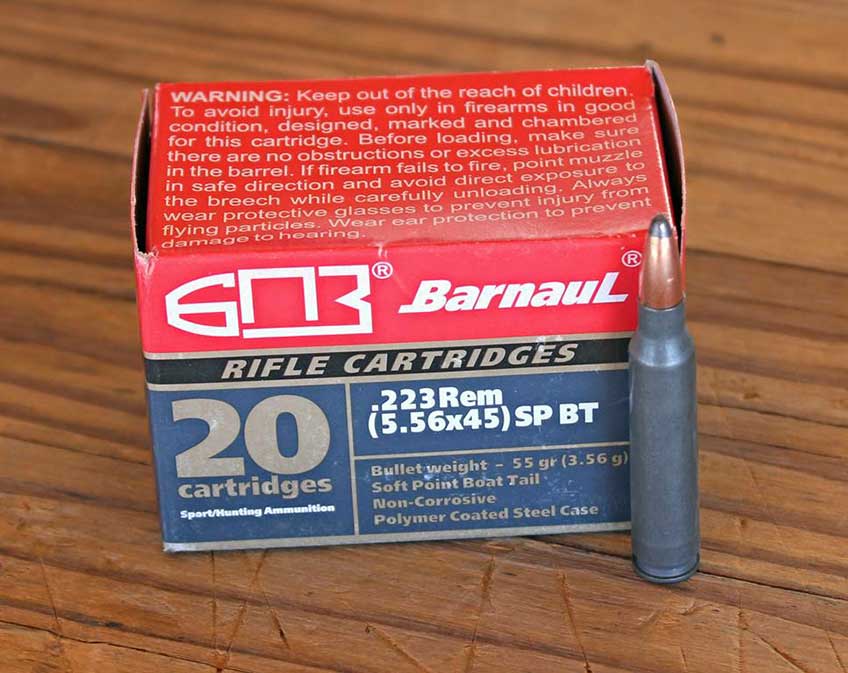 WARNING: Keep out of the reach of children.
To avoid injury, use only in firearms in good
condition, designed, marked and chambered
for this cartridge. Before loading, make sure
there are no obstructions or excess lubrication
in the barrel. If firearm fails to fire, point muzzle
in safe direction and avoid direct exposure to
the breech while carefully unloading. Always
wear protective glasses to prevent injury from
flying particles. Wear ear protection to prevent
damage to hearing.
БПЗ® BarnauL®
RIFLE CARTRIDGES
20
cartridges
Sport/Hunting Ammunition
.223Rem
(5.56x45) SP BT
Bullet weight – 55 gr (3.56 g)
Soft Point Boat Tail
Non-Corrosive
Polymer Coated Steel Case